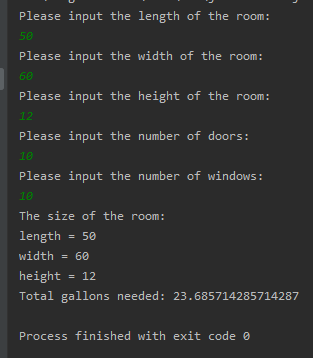 Please input the length of the room:
50
Please input the width of the room:
60
Please input the height of the room:
12
Please input the number of doors:
10
Please input the number of windows:
10
The size of the room:
length = 50
width = 60
height = 12
Total gallons needed: 23.685714285714287
Process finished with exit code 0